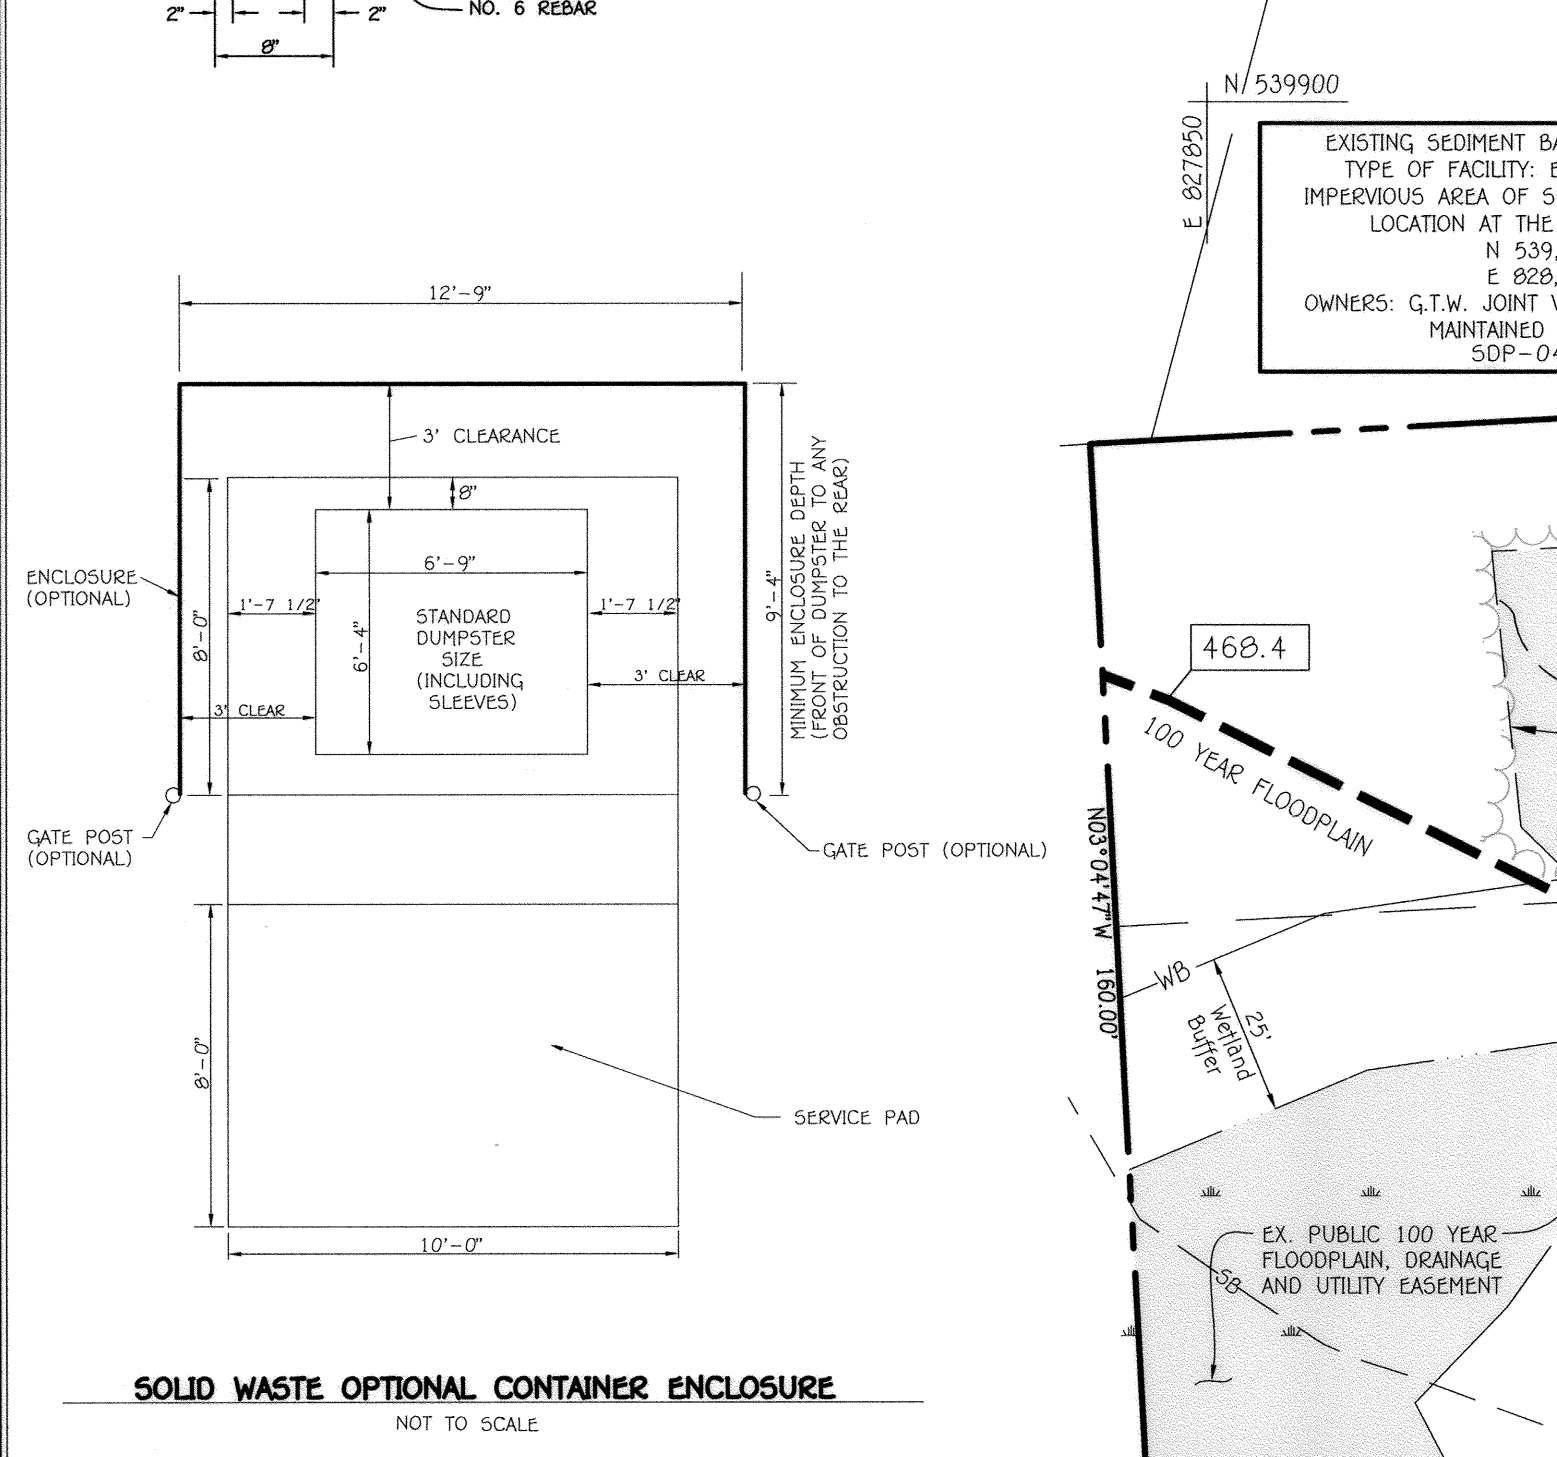 2"
2"
8"
NO. 6 REBAR
12'-9"
3' CLEARANCE
8"
6'-9"
1'-7 1/2"
1'-7 1/2"
STANDARD
DUMPSTER
SIZE
(INCLUDING
SLEEVES)
6'-4"
8'-0"
3' CLEAR
3' CLEAR
ENCLOSURE
(OPTIONAL)
9'-4"
MINIMUM ENCLOSURE DEPTH
(FRONT OF DUMPSTER TO ANY
OBSTRUCTION TO THE REAR)
GATE POST
(OPTIONAL)
GATE POST (OPTIONAL)
8'-0"
SERVICE PAD
10'-0"
SOLID WASTE OPTIONAL CONTAINER ENCLOSURE
NOT TO SCALE
N 539900
E 827850
EXISTING SEDIMENT
TYPE OF FACILITY:
IMPERVIOUS AREA OF
LOCATION AT THE
N 539,
E 828,
OWNERS: G.T.W. JOINT
MAINTAINED
SDP-04
468.4
100 YEAR FLOODPLAIN
N03°04'47"W 160.00'
WB
25'
Wetland
Buffer
EX. PUBLIC 100 YEAR
FLOODPLAIN, DRAINAGE
AND UTILITY EASEMENT
SB